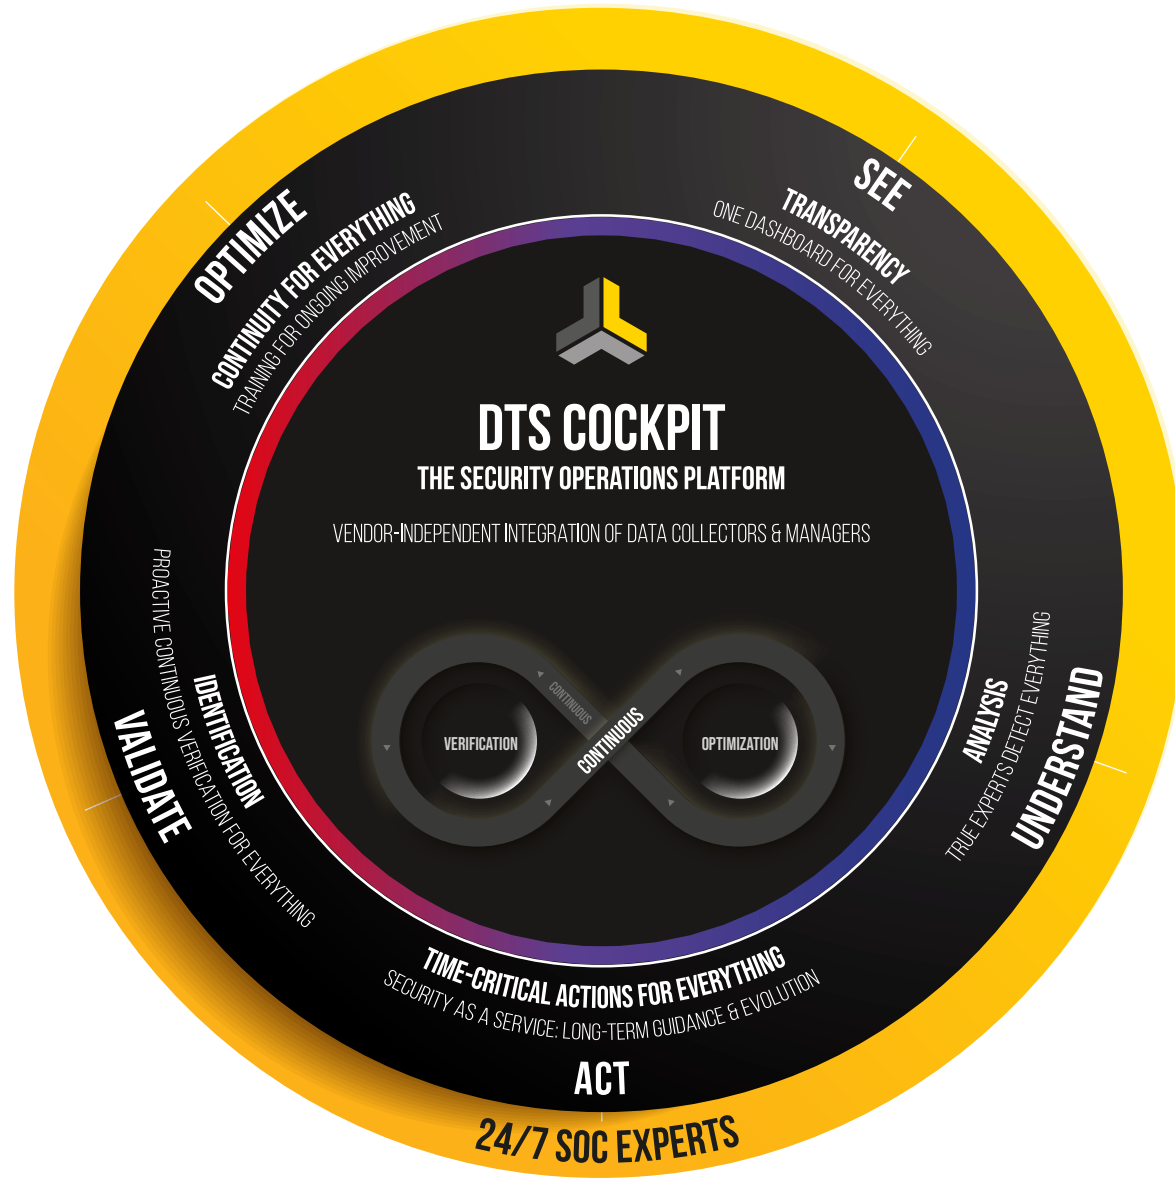 SEE
TRANSPARENCY
ONE DASHBOARD FOR EVERYTHING
UNDERSTAND
ANALYSIS
TRUE EXPERTS DETECT EVERYTHING
TIME-CRITICAL ACTIONS FOR EVERYTHING
SECURITY AS A SERVICE: LONG-TERM GUIDANCE & EVOLUTION
ACT
VALIDATE
IDENTIFICATION
PROACTIVE CONTINUOUS VERIFICATION FOR EVERYTHING
OPTIMIZE
CONTINUITY FOR EVERYTHING
TRAINING FOR ONGOING IMPROVEMENT
DTS COCKPIT
THE SECURITY OPERATIONS PLATFORM
VENDOR-INDEPENDENT INTEGRATION OF DATA COLLECTORS & MANAGERS
CONTINUOUS
CONTINUOUS
VERIFICATION
OPTIMIZATION
24/7 SOC EXPERTS